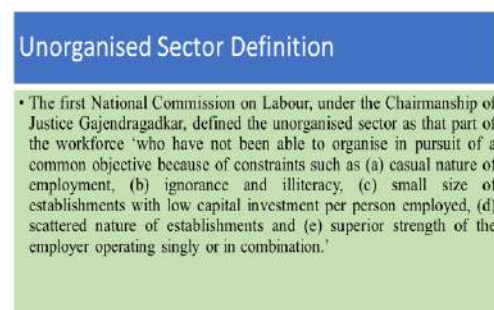 Unorganised Sector Definition
• The first National Commission on Labour, under the Chairmanship of
Justice Gajendragadkar, defined the unorganised sector as that part of
the workforce ‘who have not been able to organise in pursuit of a
common objective because of constraints such as (a) casual nature of
employment, (b) ignorance and illiteracy, (c) small size of
establishments with low capital investment per person employed, (d)
scattered nature of establishments and (e) superior strength of the
employer operating singly or in combination.’